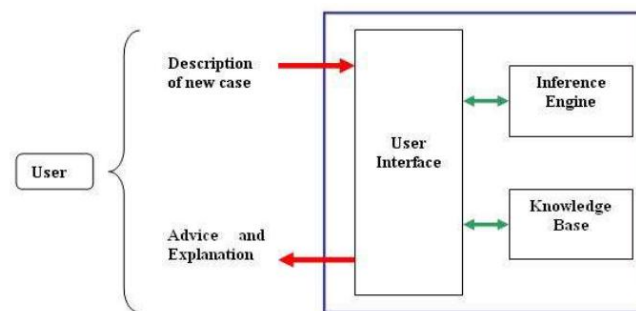 User
Description
of new case
Advice and
Explanation
User
Interface
Inference
Engine
Knowledge
Base